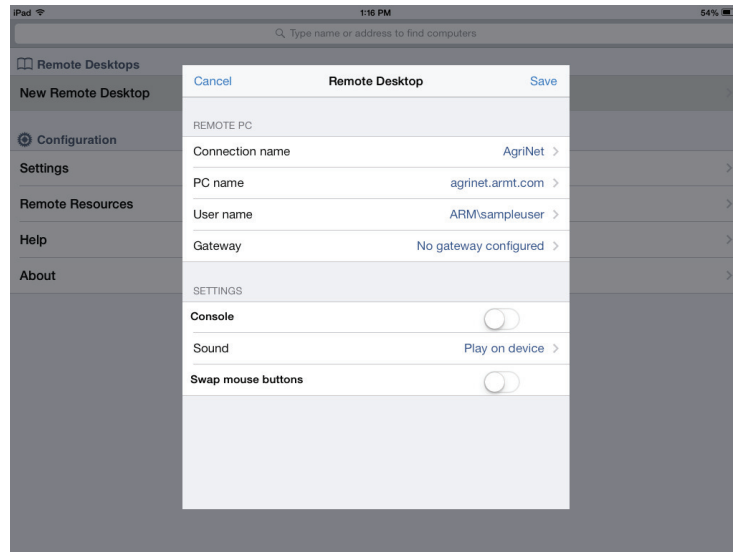 iPad 1:16 PM 54%
Type name or address to find computers
Remote Desktops
New Remote Desktop
Configuration
Settings
Remote Resources
Help
About
Cancel Remote Desktop Save
REMOTE PC
Connection name AgriNet
PC name agrinet.armt.com
User name ARM\sampleuser
Gateway No gateway configured
SETTINGS
Console
Sound Play on device
Swap mouse buttons